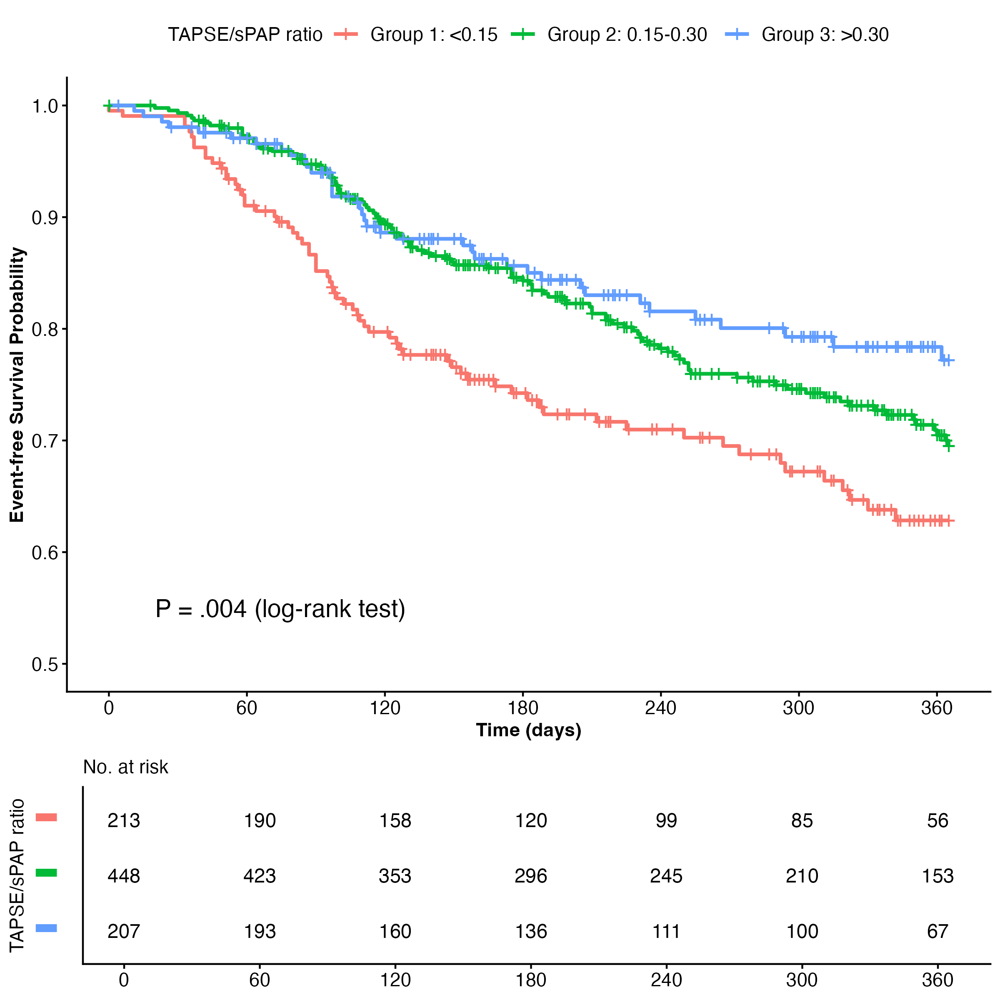 TAPSE/sPAP ratio Group 1: <0.15 Group 2: 0.15-0.30 Group 3: >0.30
Event-free Survival Probability
1.0
0.9
0.8
0.7
0.6
0.5
P = .004 (log-rank test)
0 60 120 180 240 300 360
Time (days)
No. at risk
TAPSE/sPAP ratio
213 190 158 120 99 85 56
448 423 353 296 245 210 153
207 193 160 136 111 100 67
0 60 120 180 240 300 360